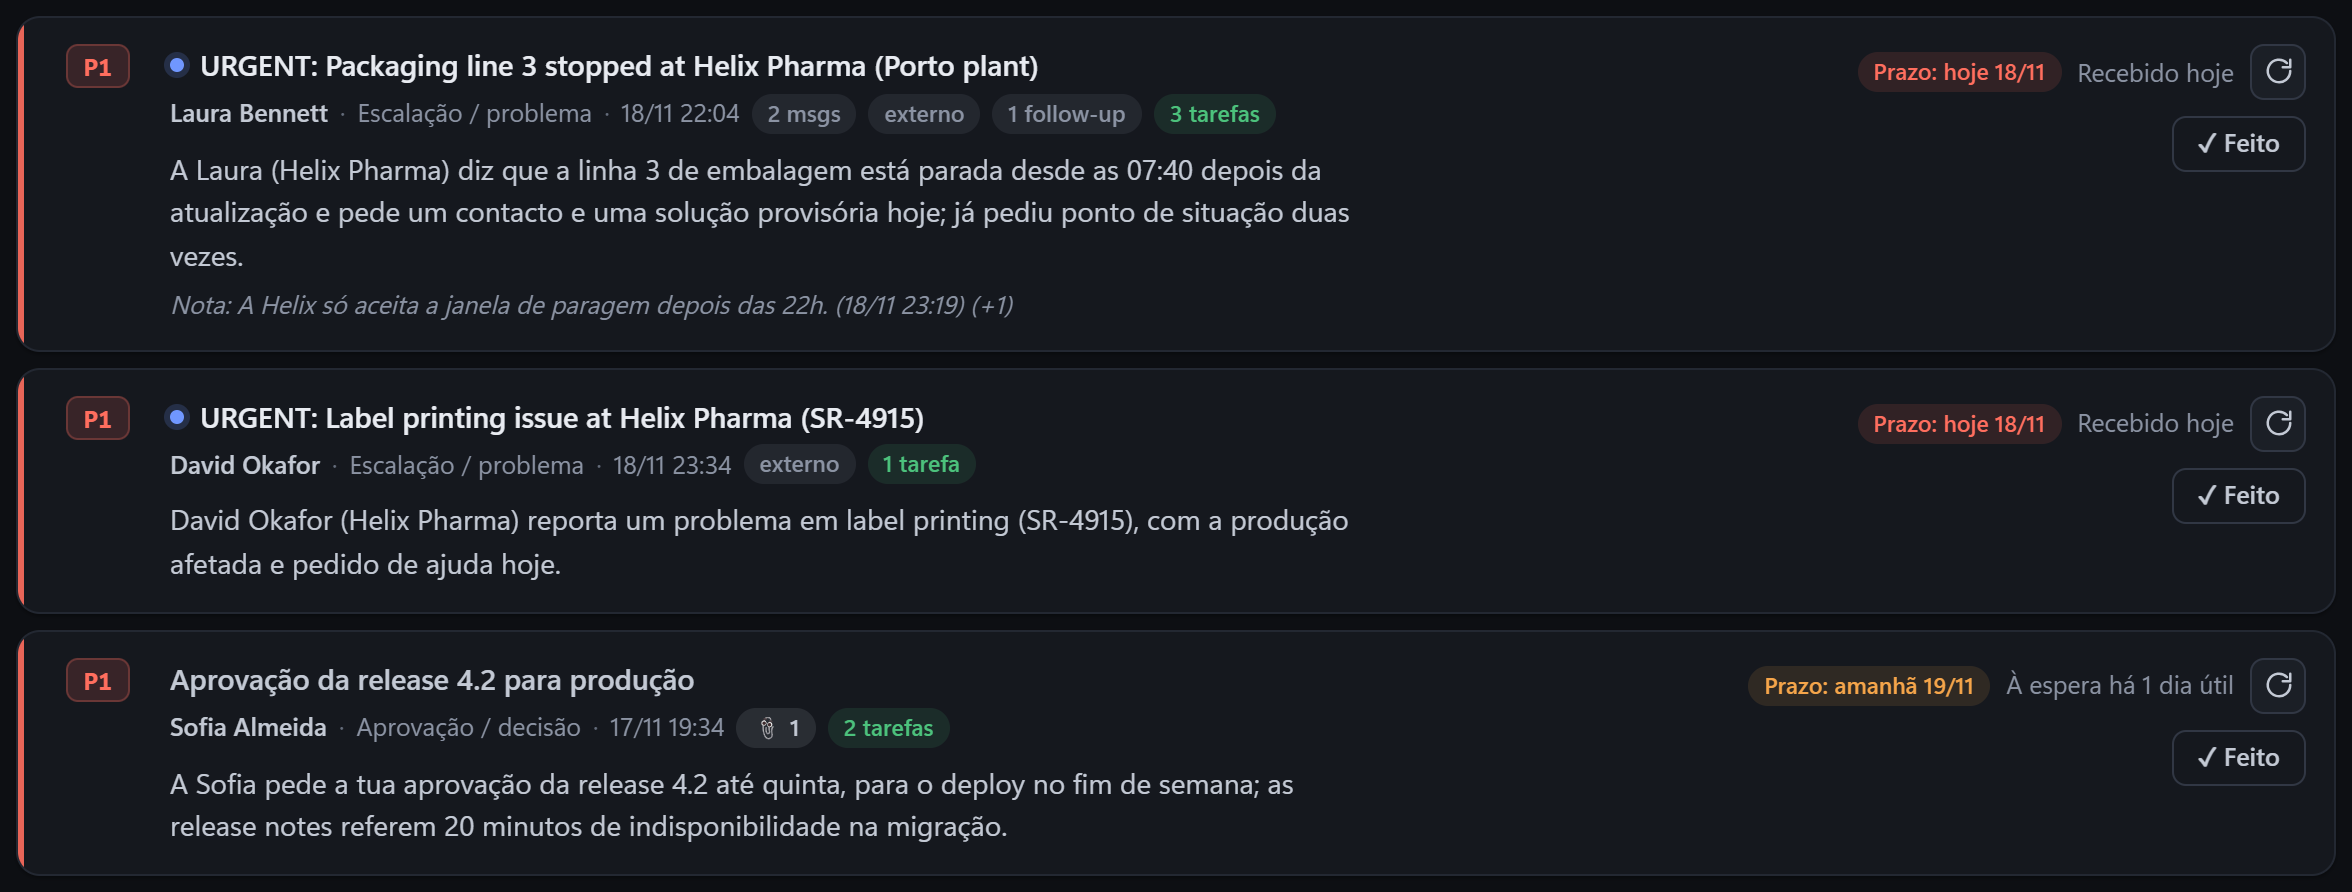 P1
URGENT: Packaging line 3 stopped at Helix Pharma (Porto plant)
Prazo: hoje 18/11 Recebido hoje
Laura Bennett · Escalação / problema · 18/11 22:04 2 msgs externo 1 follow-up 3 tarefas
✓ Feito
A Laura (Helix Pharma) diz que a linha 3 de embalagem está parada desde as 07:40 depois da
atualização e pede um contacto e uma solução provisória hoje; já pediu ponto de situação duas
vezes.
Nota: A Helix só aceita a janela de paragem depois das 22h. (18/11 23:19) (+1)
P1
URGENT: Label printing issue at Helix Pharma (SR-4915)
Prazo: hoje 18/11 Recebido hoje
David Okafor · Escalação / problema · 18/11 23:34 externo 1 tarefa
✓ Feito
David Okafor (Helix Pharma) reporta um problema em label printing (SR-4915), com a produção
afetada e pedido de ajuda hoje.
P1
Aprovação da release 4.2 para produção
Prazo: amanhã 19/11 À espera há 1 dia útil
Sofia Almeida · Aprovação / decisão · 17/11 19:34 1 2 tarefas
✓ Feito
A Sofia pede a tua aprovação da release 4.2 até quinta, para o deploy no fim de semana; as
release notes referem 20 minutos de indisponibilidade na migração.